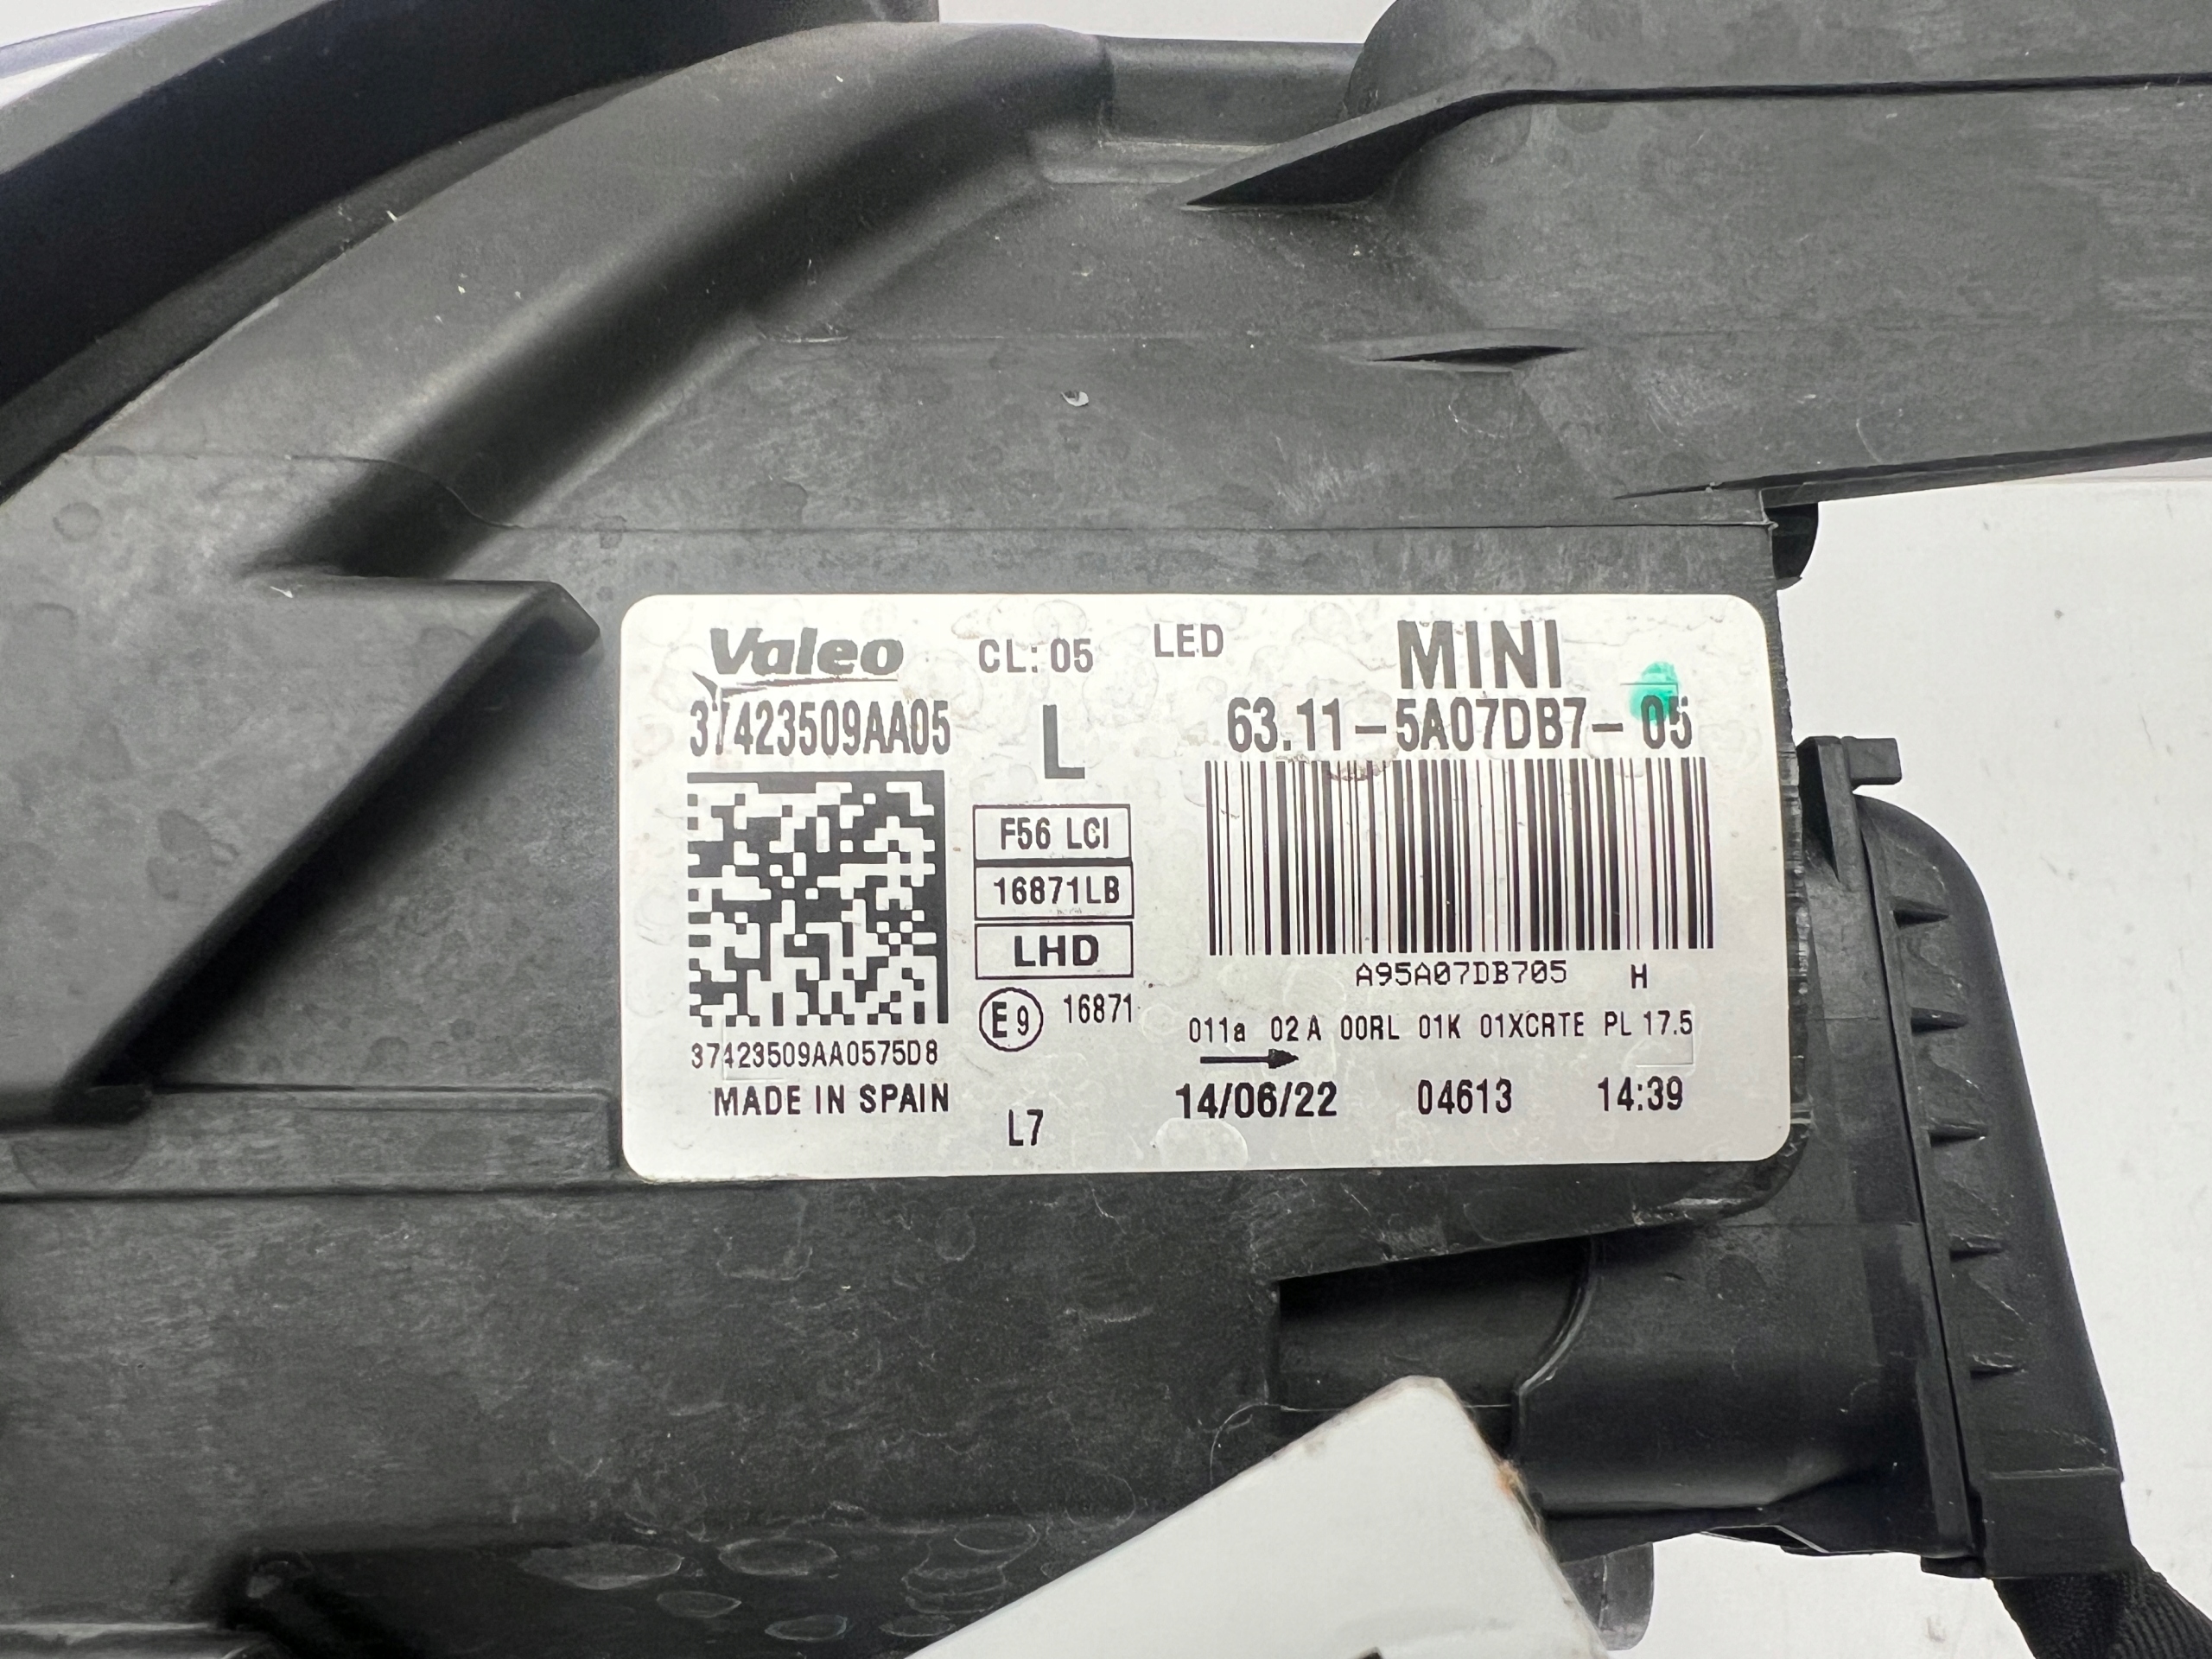 Valeo CL: 05 LED MINI
37423509AA05 L 63.11-5A07DB7-05
F56 LCI
16871LB
LHD
A95A07DB705 H
E9 16871
011a 02A 00RL 01K 01XCRTE PL 17.5
37423509AA0575D8
MADE IN SPAIN L7 14/06/22 04613 14:39